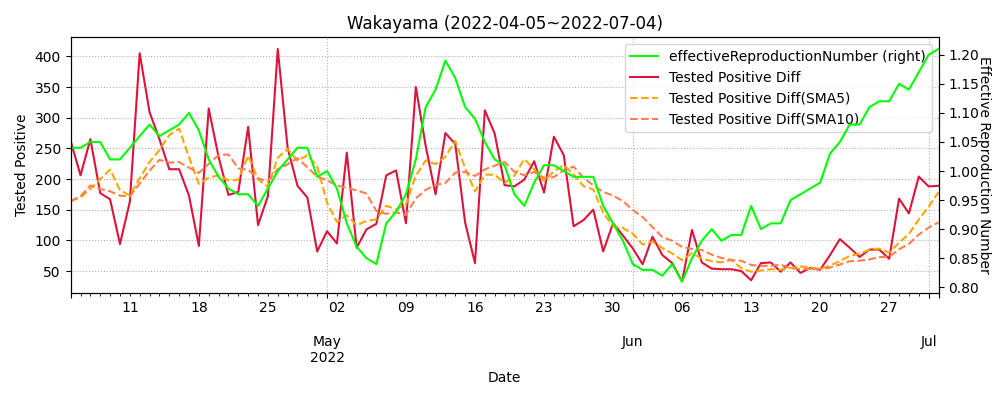 Wakayama (2022-04-05~2022-07-04)
effectiveReproductionNumber (right)
Tested Positive Diff
Tested Positive Diff(SMA5)
Tested Positive Diff(SMA10)
Tested Positive
400
350
300
250
200
150
100
50
1.20
1.15
1.10
1.05
1.00
0.95
0.90
0.85
0.80
Effective Reproduction Number
11 18 25 02 09 16 23 30 06 13 20 27
May Jun Jul
2022
Date